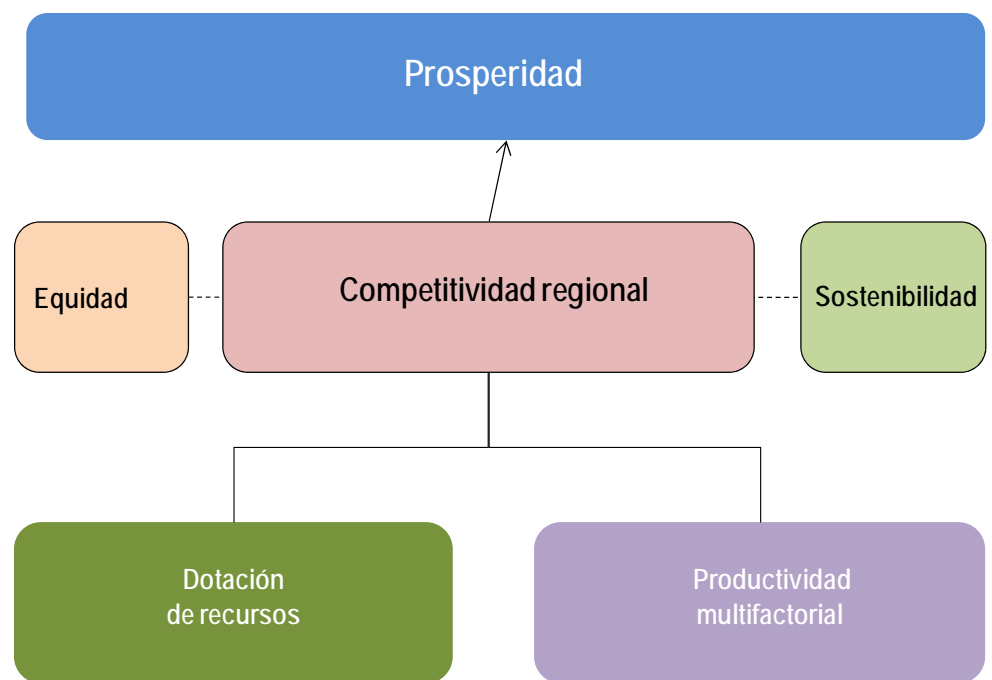 Prosperidad
Equidad
Competitividad regional
Sostenibilidad
Dotación
de recursos
Productividad
multifactorial